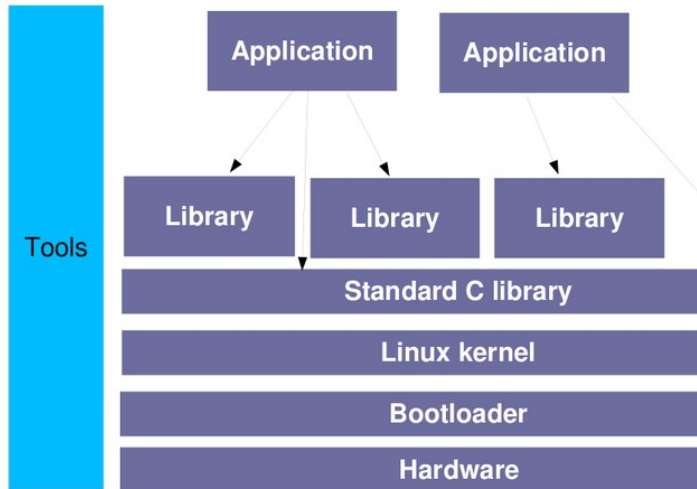 Application
Application
Library
Library
Library
Tools
Standard C library
Linux kernel
Bootloader
Hardware